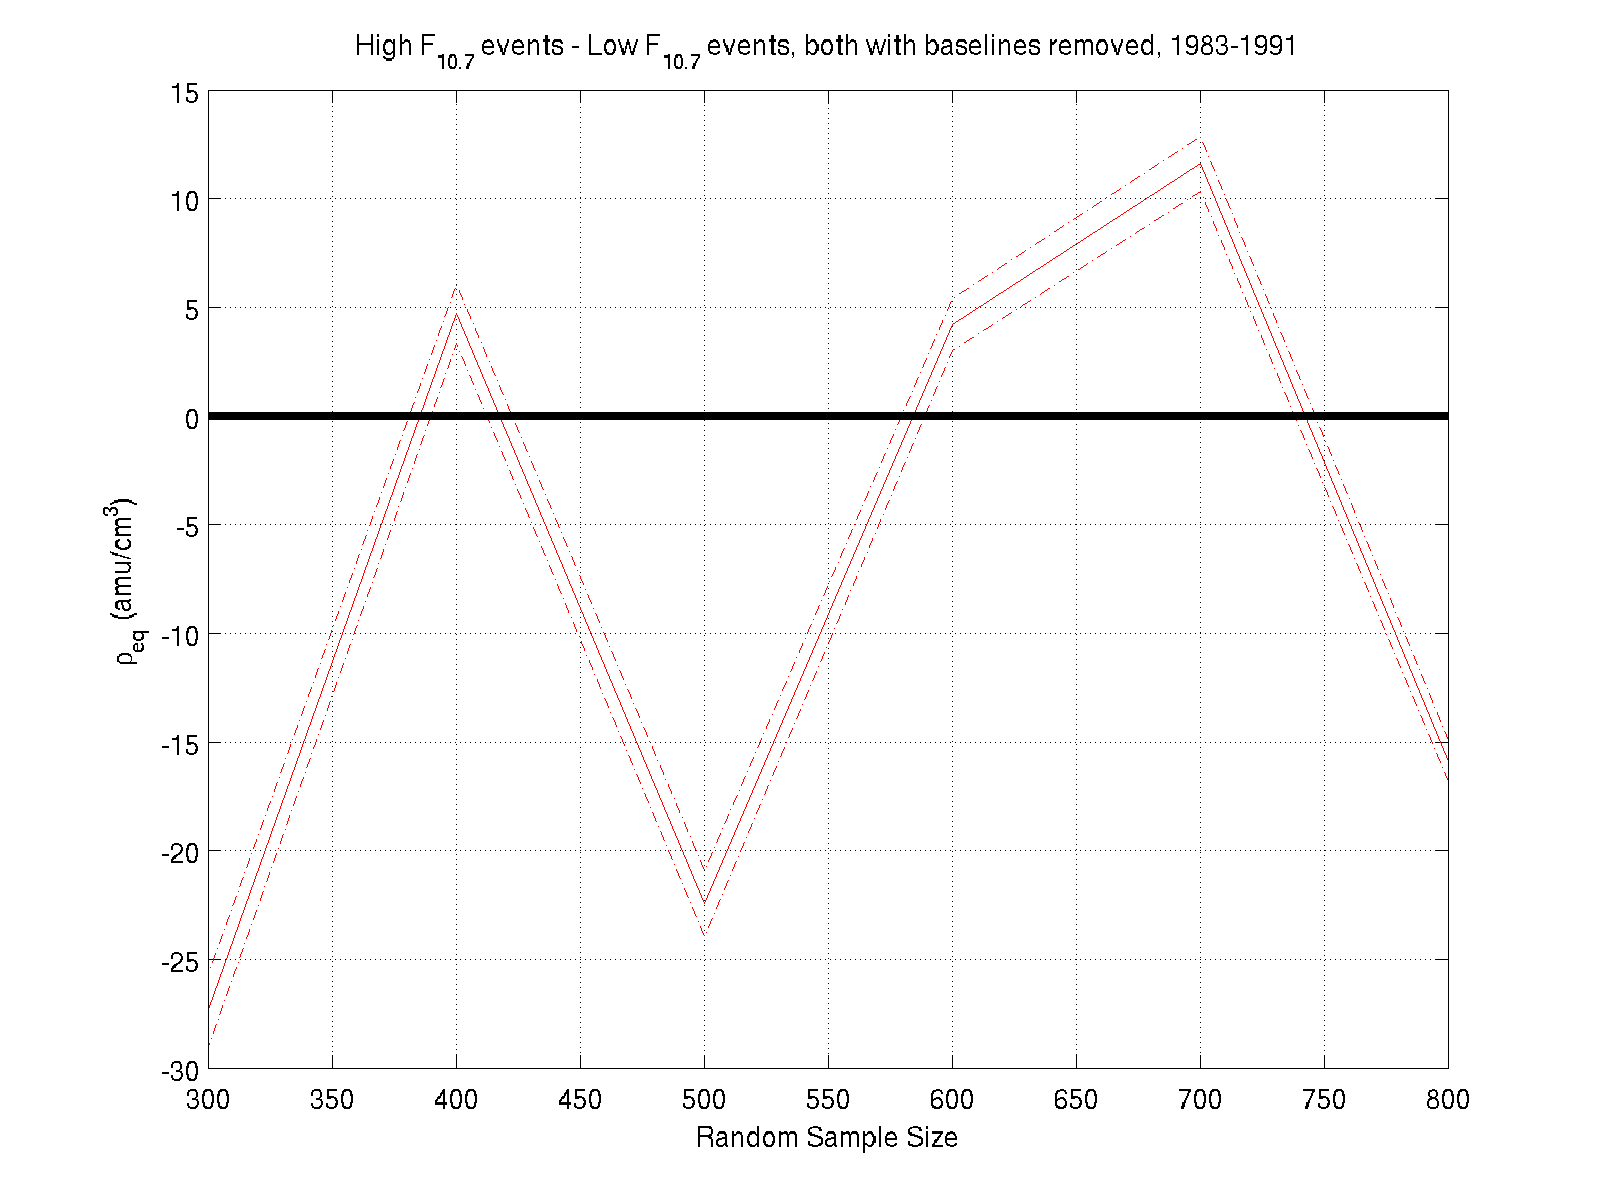 High F10.7 events - Low F10.7 events, both with baselines removed, 1983-1991
15
10
5
0
-5
-10
-15
-20
-25
-30
ρeq (amu/cm³)
300 350 400 450 500 550 600 650 700 750 800
Random Sample Size